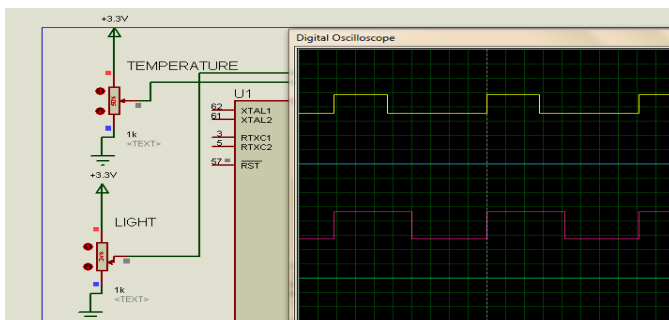 +3.3V
Digital Oscilloscope
TEMPERATURE
U1
62 XTAL1
61 XTAL2
3 RTXC1
5 RTXC2
57 RST
1k
<TEXT>
+3.3V
LIGHT
1k
<TEXT>